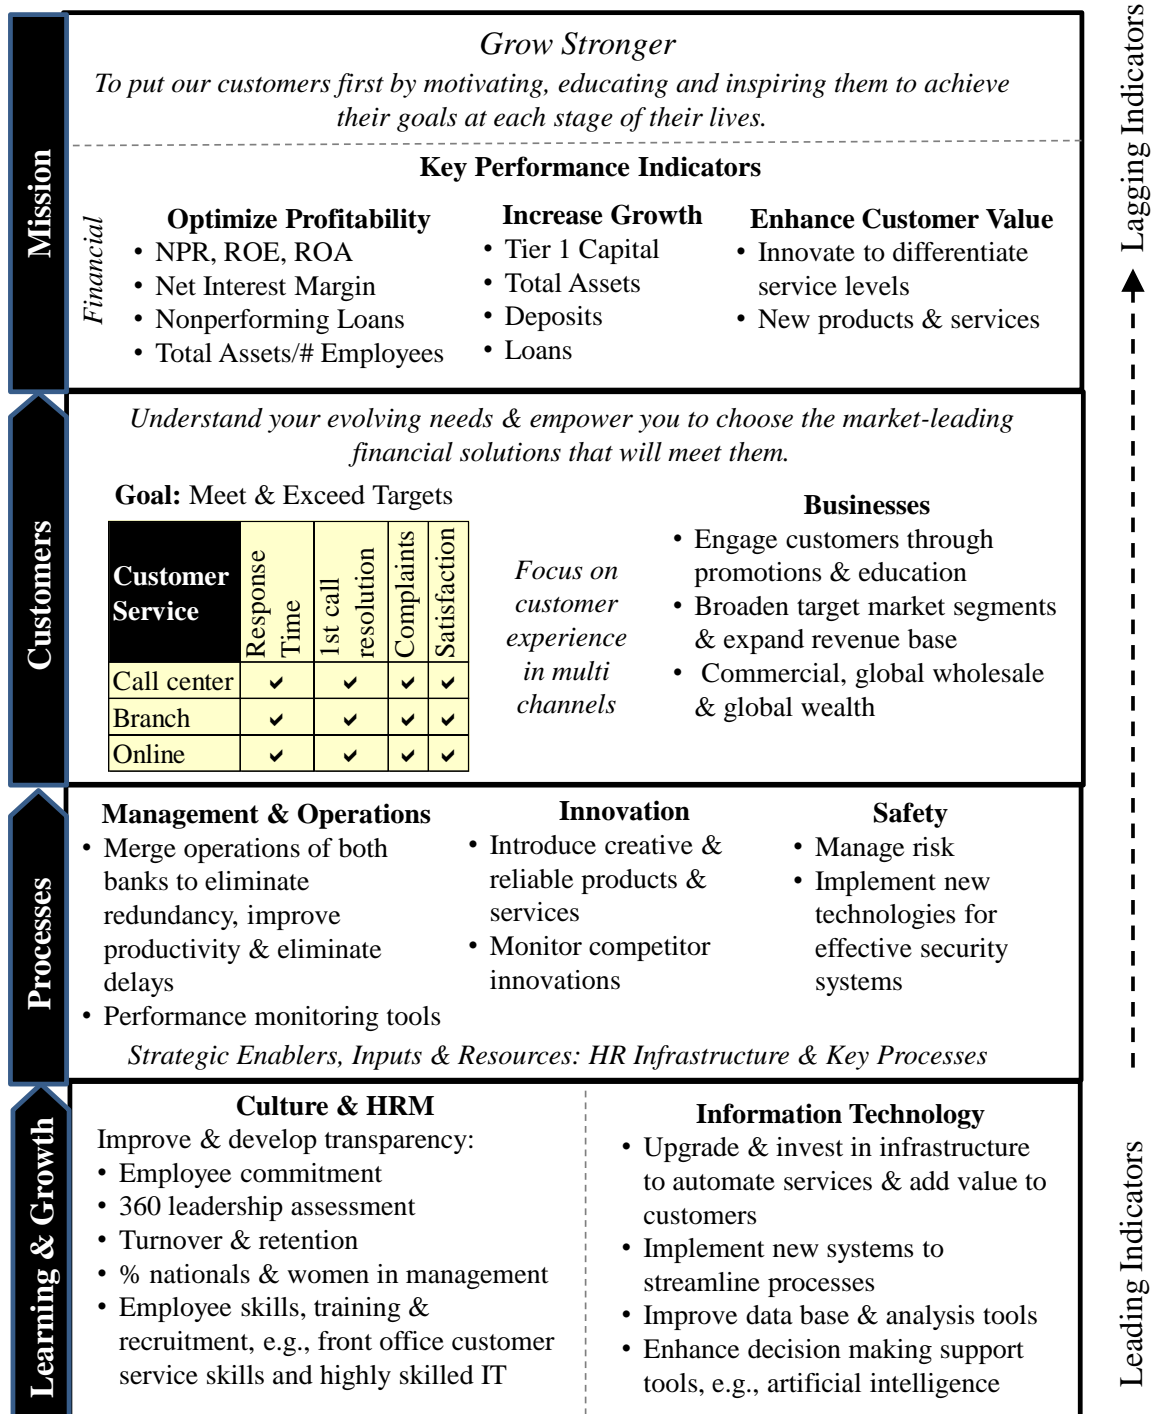 Grow Stronger
To put our customers first by motivating, educating and inspiring them to achieve
their goals at each stage of their lives.
Mission
Key Performance Indicators
Financial
Optimize Profitability
• NPR, ROE, ROA
• Net Interest Margin
• Nonperforming Loans
• Total Assets/# Employees
Increase Growth
• Tier 1 Capital
• Total Assets
• Deposits
• Loans
Enhance Customer Value
• Innovate to differentiate
service levels
• New products & services
Customers
Understand your evolving needs & empower you to choose the market-leading
financial solutions that will meet them.
Goal: Meet & Exceed Targets
Customer
Service
Response
Time
1st call
resolution
Complaints
Satisfaction
Call center ✔ ✔ ✔ ✔
Branch ✔ ✔ ✔ ✔
Online ✔ ✔ ✔ ✔
Focus on
customer
experience
in multi
channels
Businesses
• Engage customers through
promotions & education
• Broaden target market segments
& expand revenue base
• Commercial, global wholesale
& global wealth
Processes
Management & Operations
• Merge operations of both
banks to eliminate
redundancy, improve
productivity & eliminate
delays
• Performance monitoring tools
Innovation
• Introduce creative &
reliable products &
services
• Monitor competitor
innovations
Safety
• Manage risk
• Implement new
technologies for
effective security
systems
Strategic Enablers, Inputs & Resources: HR Infrastructure & Key Processes
Learning & Growth
Culture & HRM
Improve & develop transparency:
• Employee commitment
• 360 leadership assessment
• Turnover & retention
• % nationals & women in management
• Employee skills, training &
recruitment, e.g., front office customer
service skills and highly skilled IT
Information Technology
• Upgrade & invest in infrastructure
to automate services & add value to
customers
• Implement new systems to
streamline processes
• Improve data base & analysis tools
• Enhance decision making support
tools, e.g., artificial intelligence
Lagging Indicators
Leading Indicators